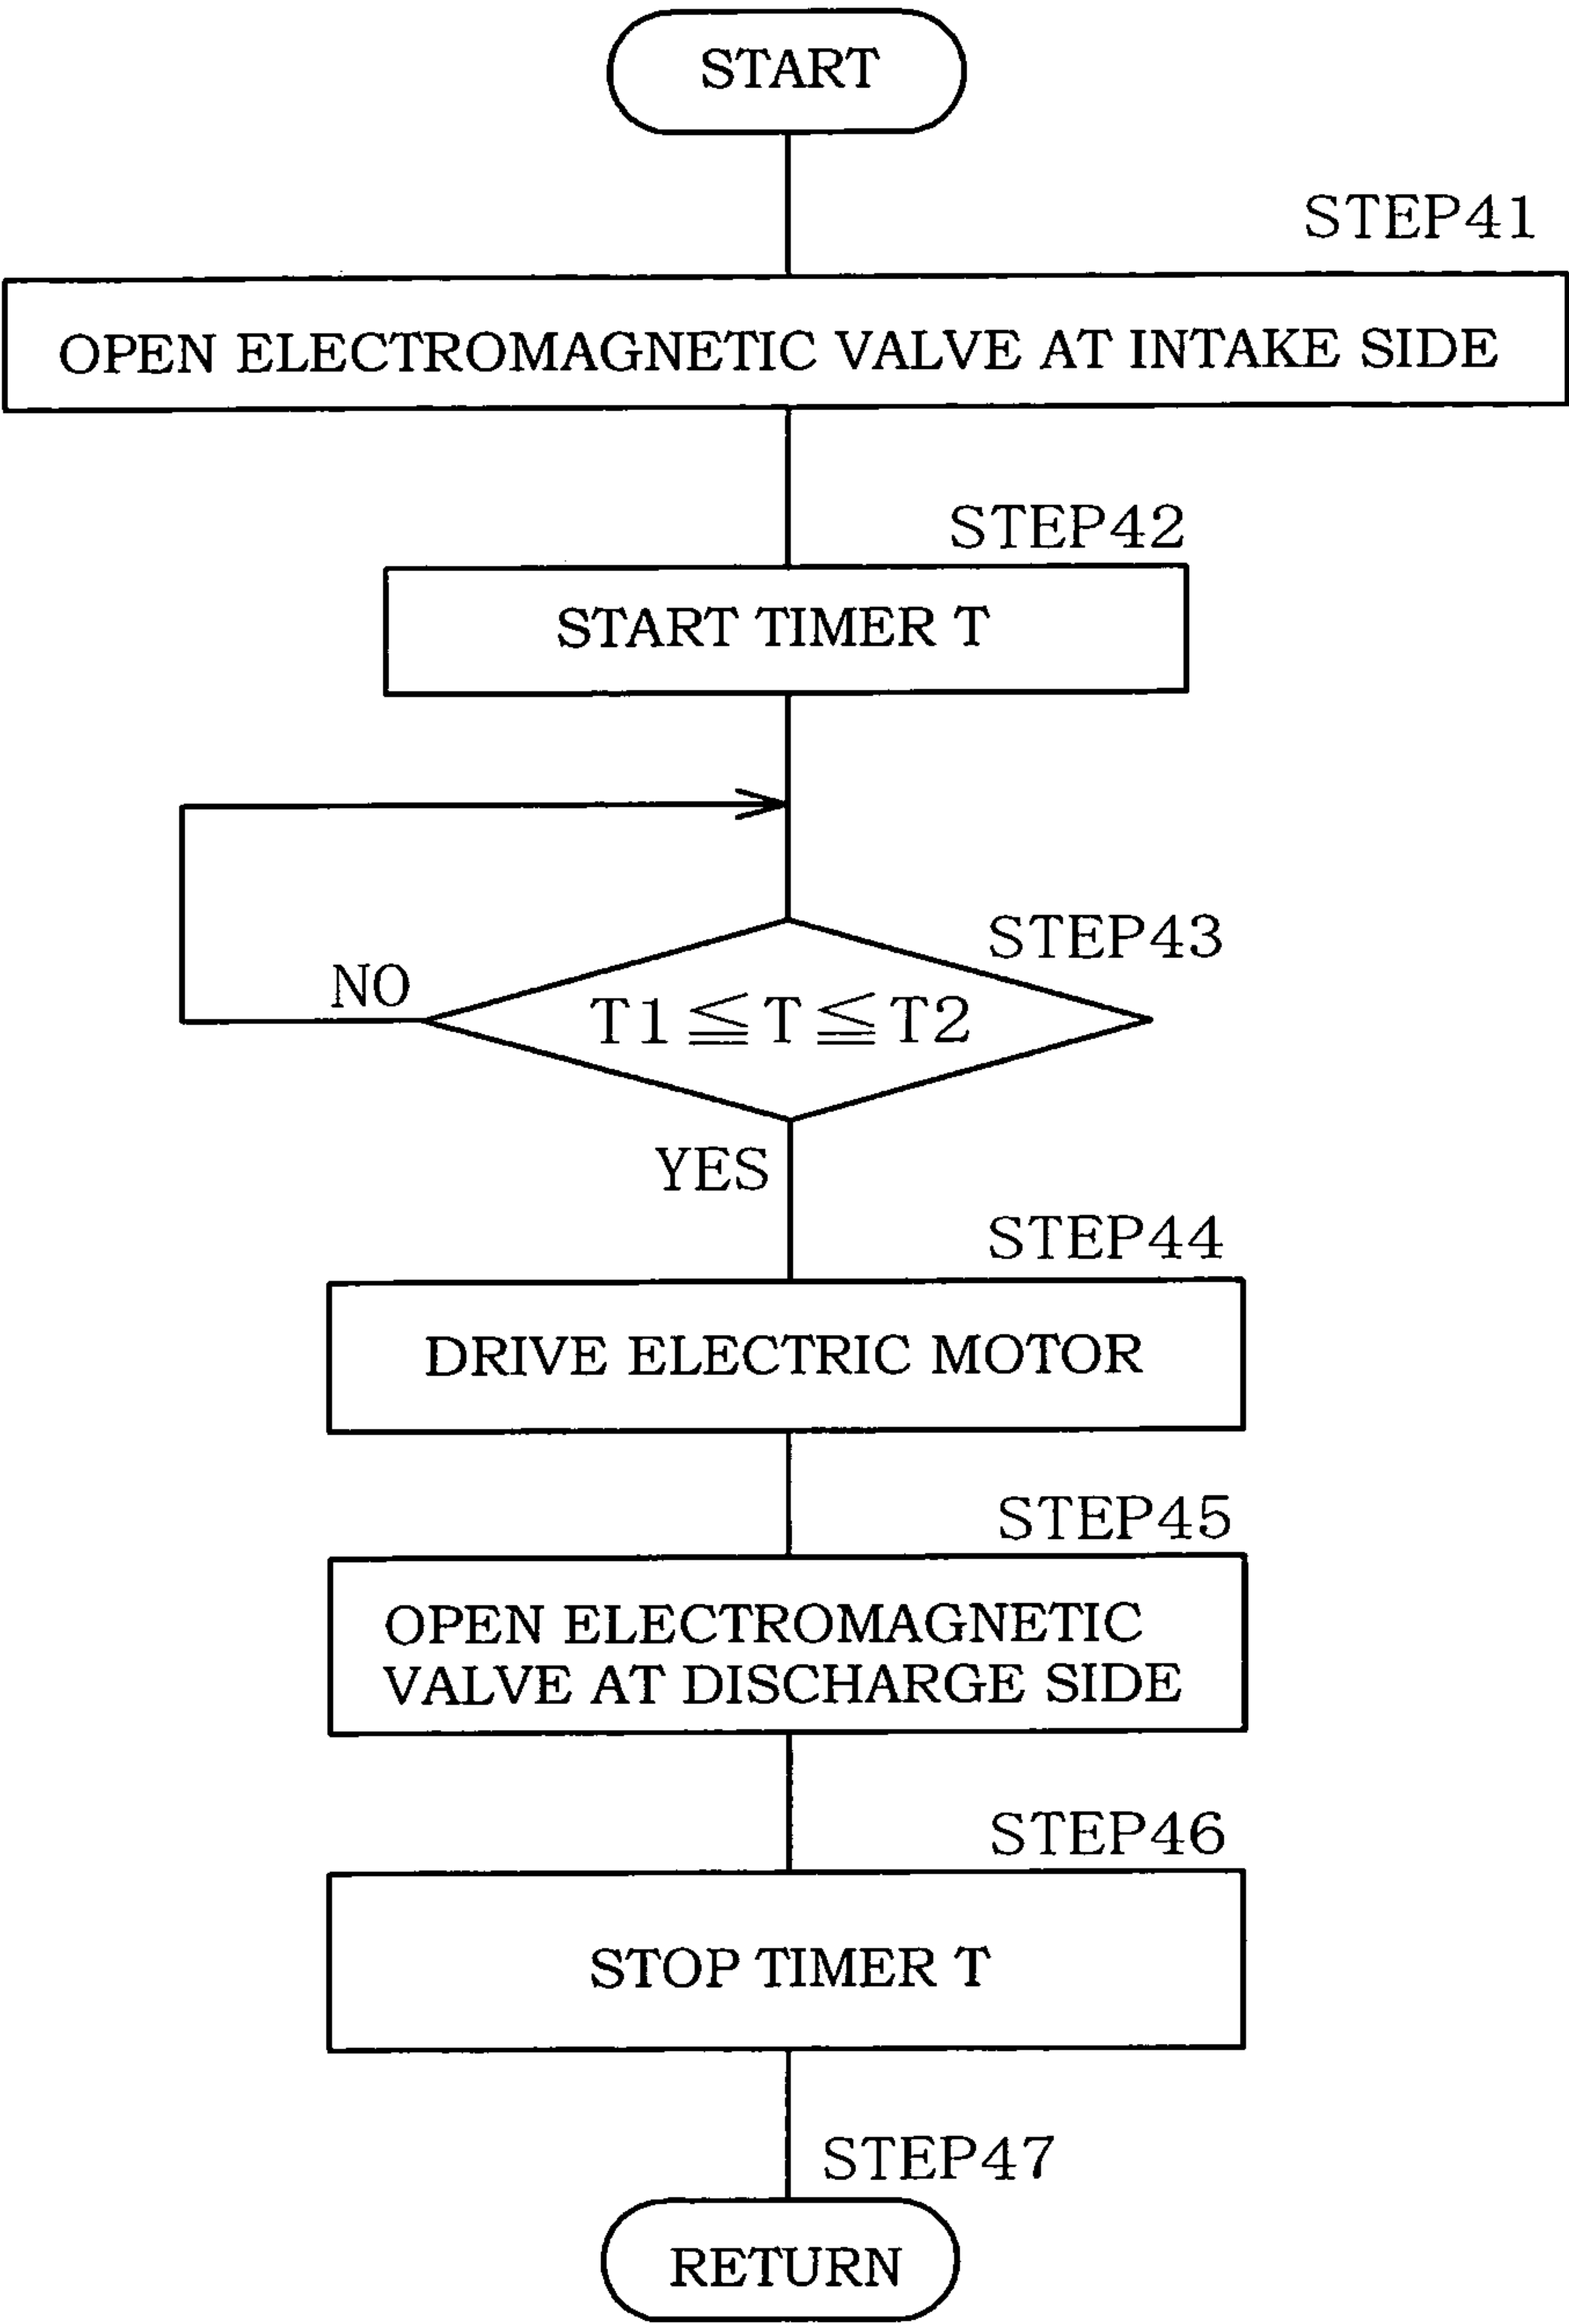 START
STEP41
OPEN ELECTROMAGNETIC VALVE AT INTAKE SIDE
STEP42
START TIMER T
STEP43
NO
T1≦T≦T2
YES
STEP44
DRIVE ELECTRIC MOTOR
STEP45
OPEN ELECTROMAGNETIC
VALVE AT DISCHARGE SIDE
STEP46
STOP TIMER T
STEP47
RETURN